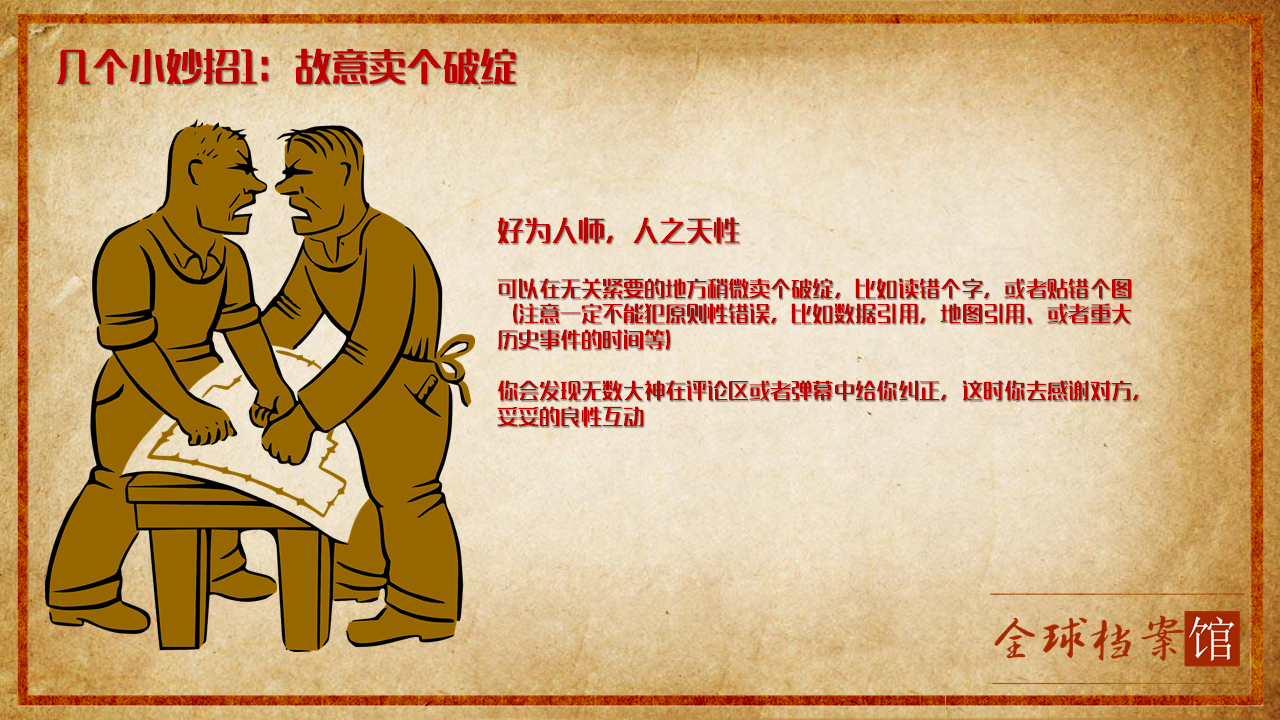 几个小妙招1：故意卖个破绽
好为人师，人之天性
可以在无关紧要的地方稍微卖个破绽，比如读错个字，或者贴错个图
（注意一定不能犯原则性错误，比如数据引用，地图引用、或者重大
历史事件的时间等）
你会发现无数大神在评论区或者弹幕中给你纠正，这时你去感谢对方，
妥妥的良性互动
全球档案馆